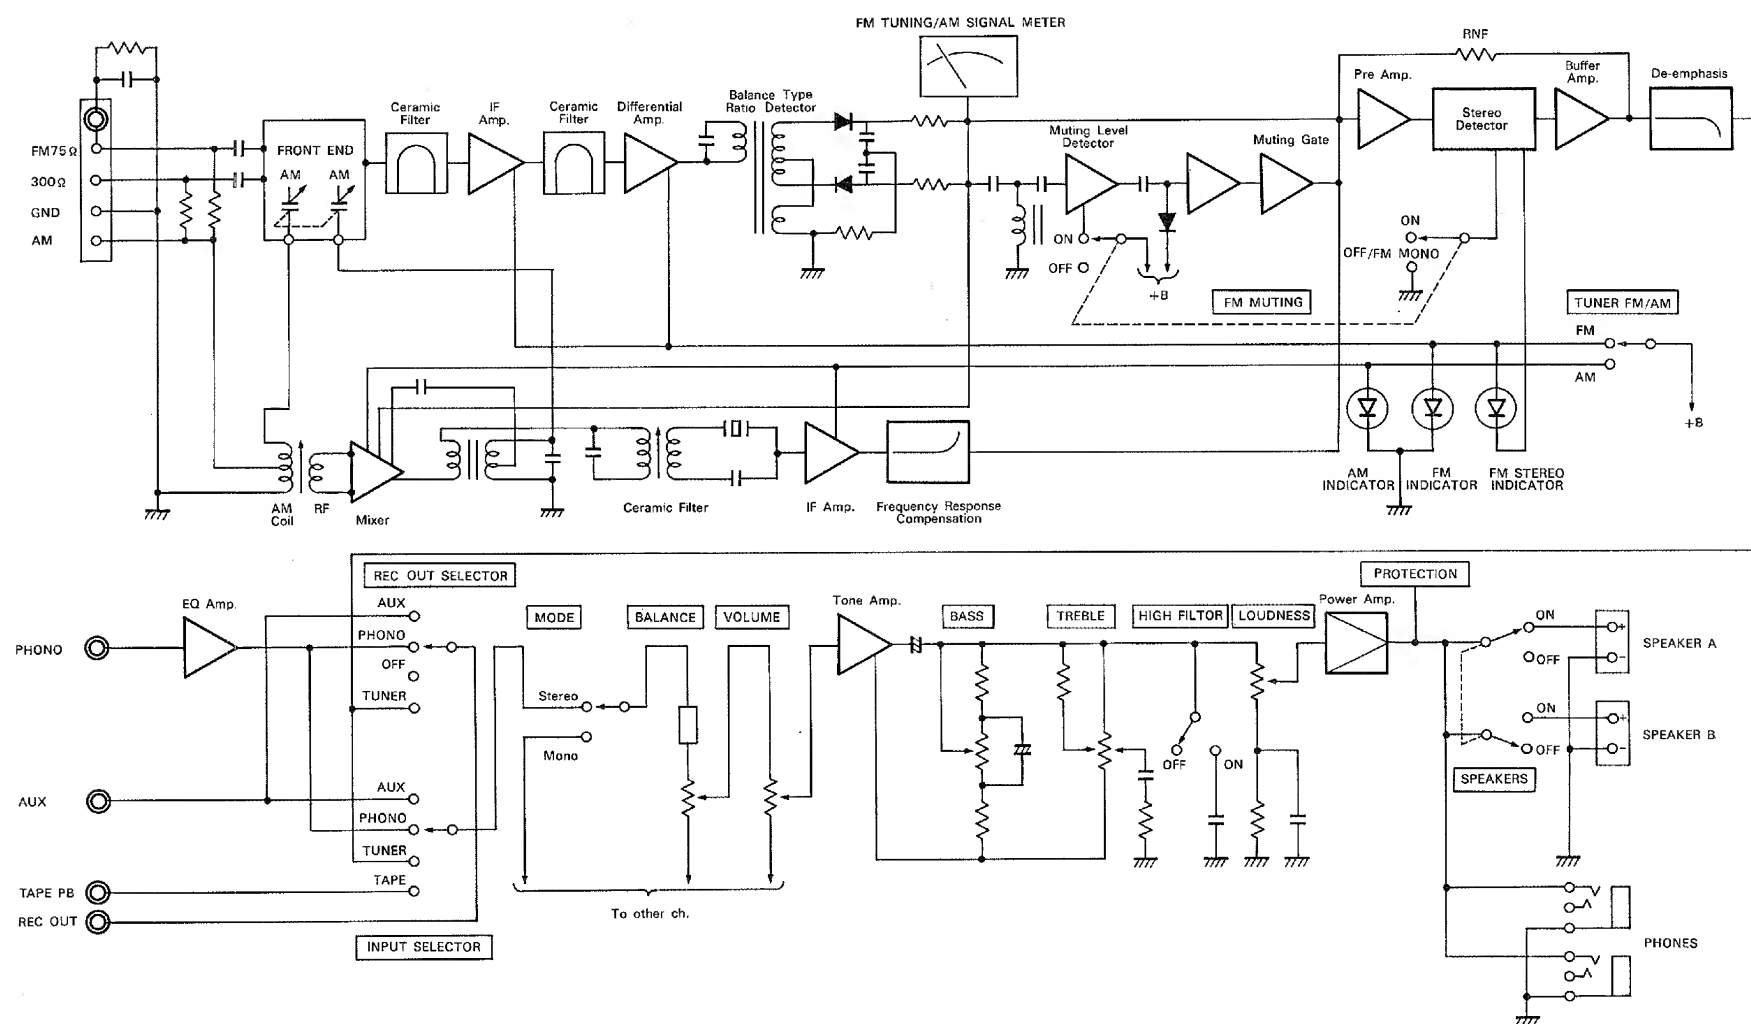 FM TUNING/AM SIGNAL METER
RNF
Pre Amp.
Buffer
Amp.
De-emphasis
Stereo
Detector
Ceramic
Filter
IF
Amp.
Ceramic
Filter
Differential
Amp.
Balance Type
Ratio Detector
Muting Level
Detector
Muting Gate
FM75Ω
300Ω
GND
AM
FRONT END
AM
AM
ON
OFF
+B
FM MUTING
ON
OFF/FM MONO
TUNER FM/AM
FM
AM
+B
AM
INDICATOR
FM
INDICATOR
FM STEREO
INDICATOR
AM
Coil
RF
Mixer
Ceramic Filter
IF Amp.
Frequency Response
Compensation
REC OUT SELECTOR
EQ Amp.
PHONO
AUX
PHONO
OFF
TUNER
MODE
BALANCE
VOLUME
Stereo
Mono
Tone Amp.
BASS
TREBLE
HIGH FILTOR
LOUDNESS
OFF
ON
PROTECTION
Power Amp.
ON
OFF
+
-
SPEAKER A
ON
OFF
+
-
SPEAKER B
SPEAKERS
AUX
AUX
PHONO
TUNER
TAPE
TAPE PB
REC OUT
INPUT SELECTOR
To other ch.
PHONES